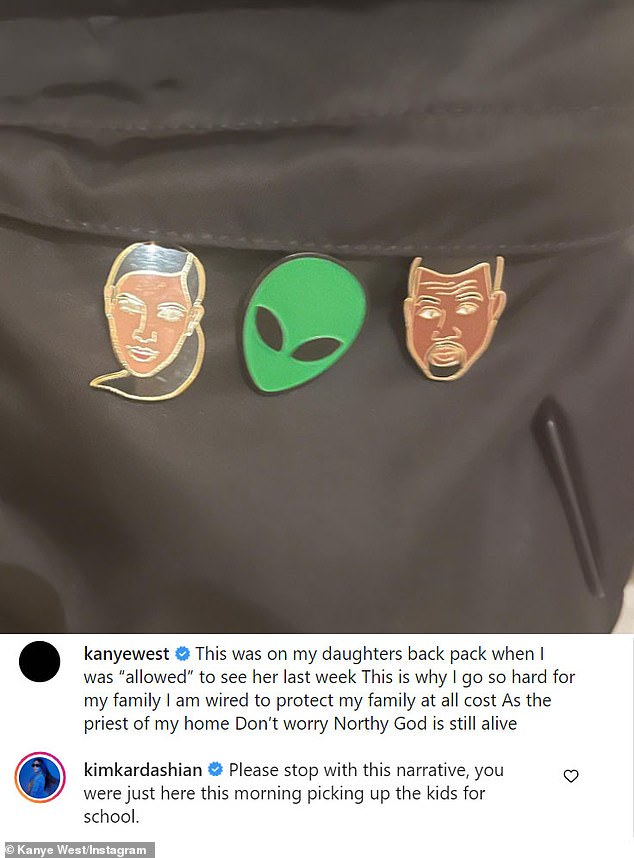 kanyewest This was on my daughters back pack when I
was “allowed” to see her last week This is why I go so hard for
my family I am wired to protect my family at all cost As the
priest of my home Don’t worry Northy God is still alive
kimkardashian Please stop with this narrative, you
were just here this morning picking up the kids for
school.
© Kanye West/Instagram